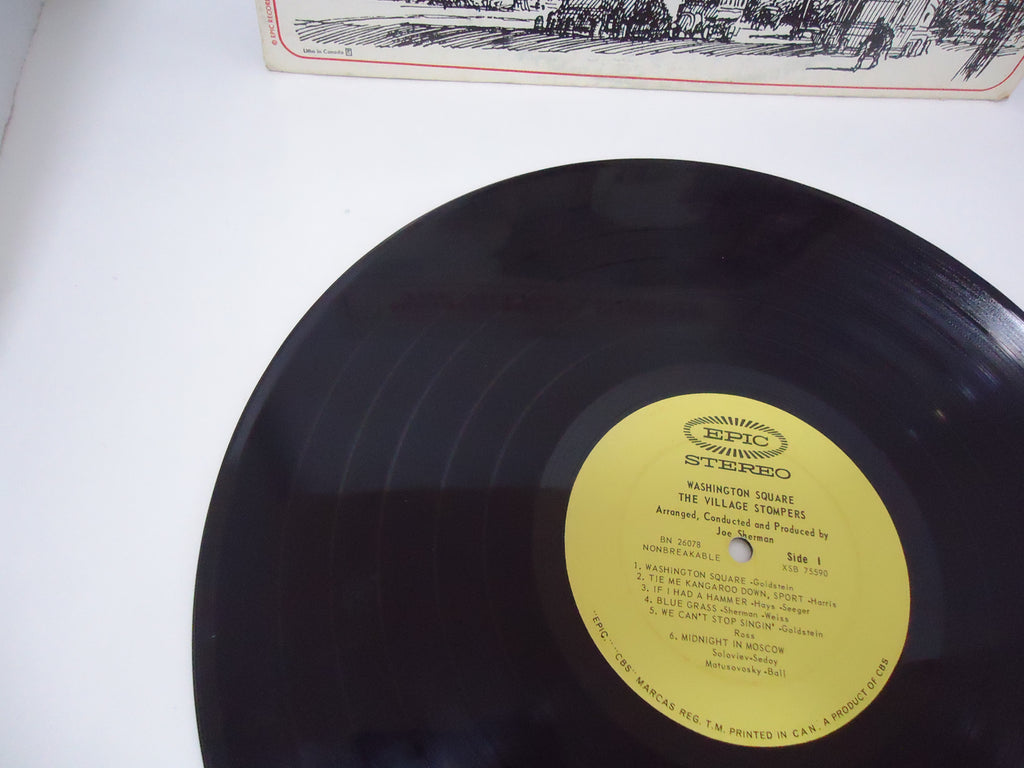 © EPIC RECOR
Litho in Canada
EPIC
STEREO
WASHINGTON SQUARE
THE VILLAGE STOMPERS
Arranged, Conducted and Produced by
Joe Sherman
BN 26078
NONBREAKABLE
Side 1
XSB 75590
1. WASHINGTON SQUARE -Goldstein
2. TIE ME KANGAROO DOWN, SPORT -Harris
3. IF I HAD A HAMMER -Hays -Seeger
4. BLUE GRASS -Sherman -Weiss
5. WE CAN'T STOP SINGIN' -Goldstein
Ross
6. MIDNIGHT IN MOSCOW
Soloviev-Sedoy
Matusovosky -Ball
"EPIC" "CBS" MARCAS REG. T.M. PRINTED IN CAN. A PRODUCT OF CBS